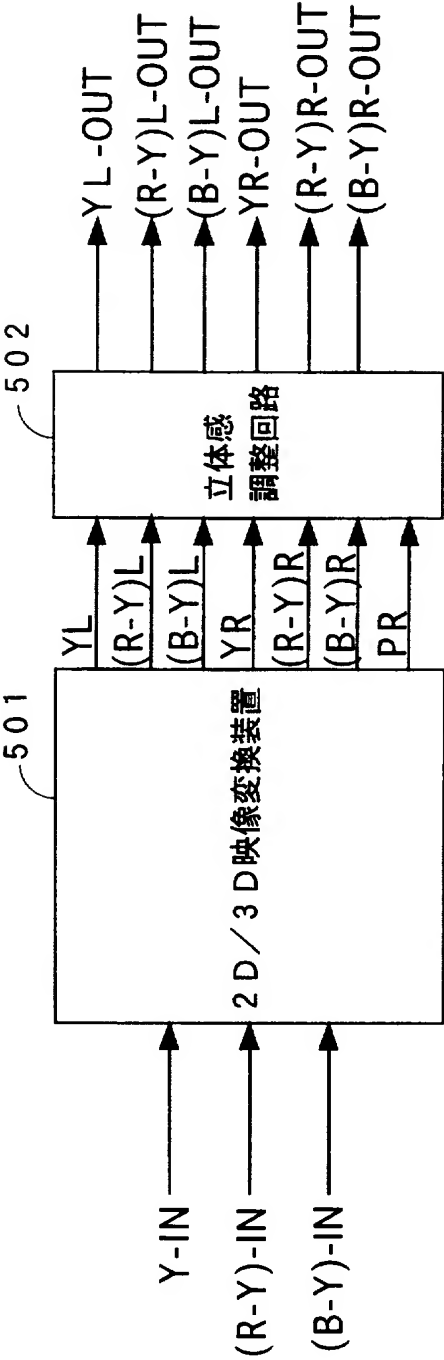 Y-IN
(R-Y)-IN
(B-Y)-IN
501
2D/3D映像変換装置
YL
(R-Y)L
(B-Y)L
YR
(R-Y)R
(B-Y)R
PR
502
立体感
調整回路
YL-OUT
(R-Y)L-OUT
(B-Y)L-OUT
YR-OUT
(R-Y)R-OUT
(B-Y)R-OUT